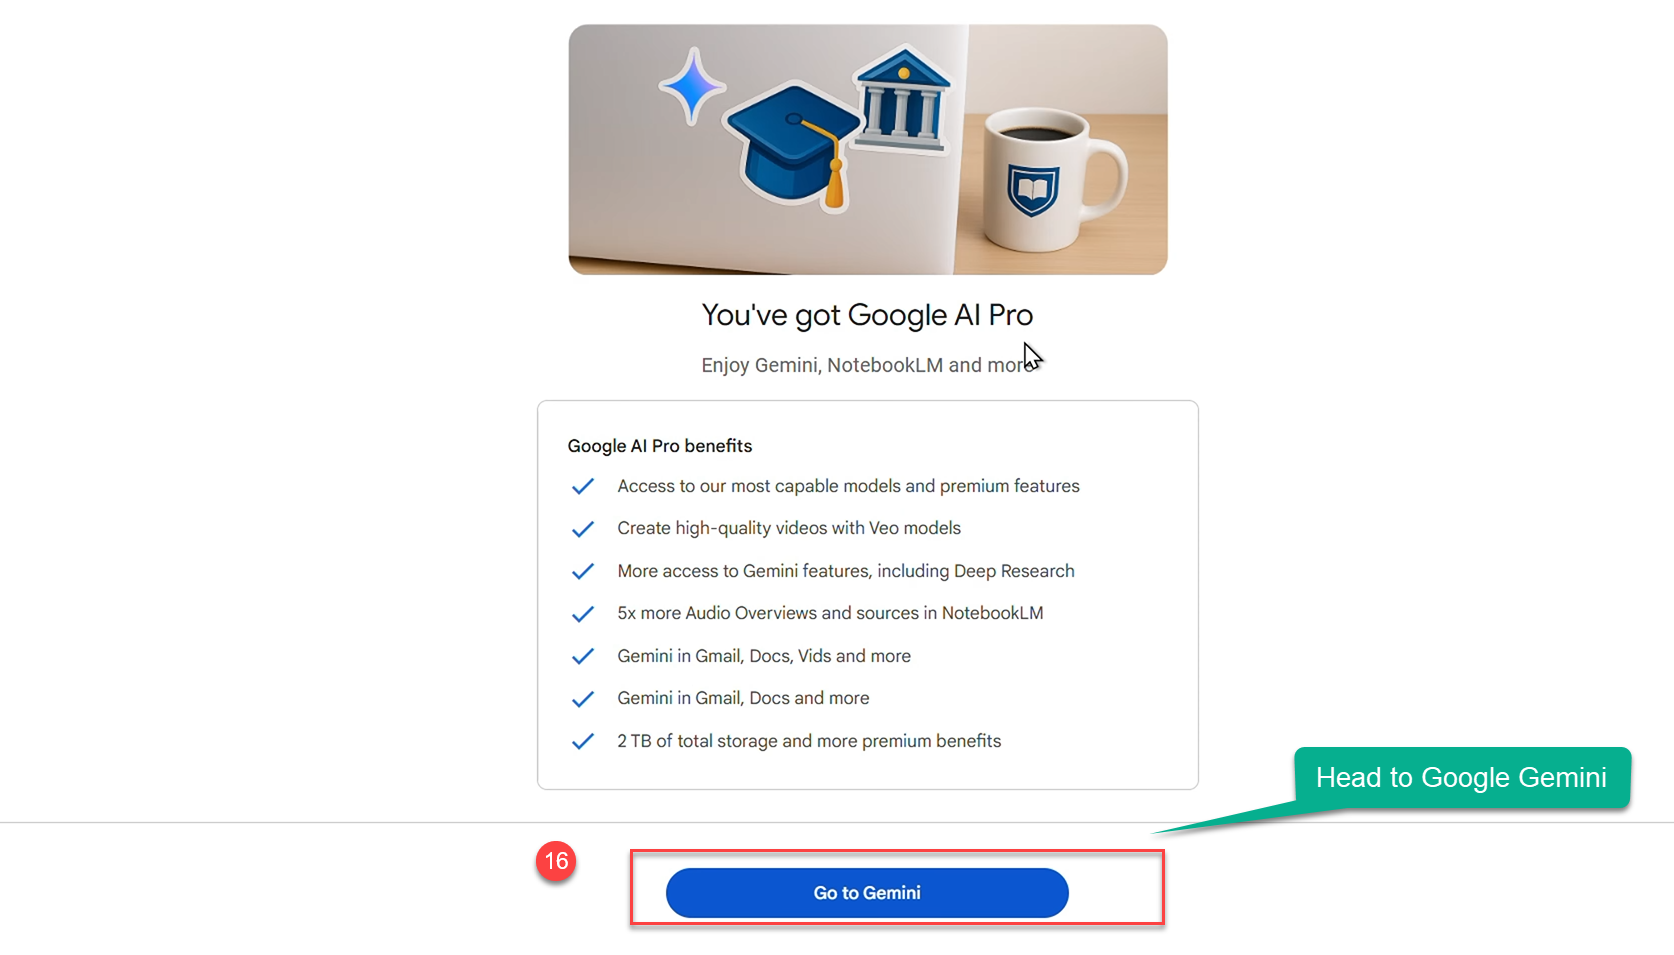 You've got Google AI Pro
Enjoy Gemini, NotebookLM and more
Google AI Pro benefits
Access to our most capable models and premium features
Create high-quality videos with Veo models
More access to Gemini features, including Deep Research
5x more Audio Overviews and sources in NotebookLM
Gemini in Gmail, Docs, Vids and more
Gemini in Gmail, Docs and more
2 TB of total storage and more premium benefits
Head to Google Gemini
16
Go to Gemini